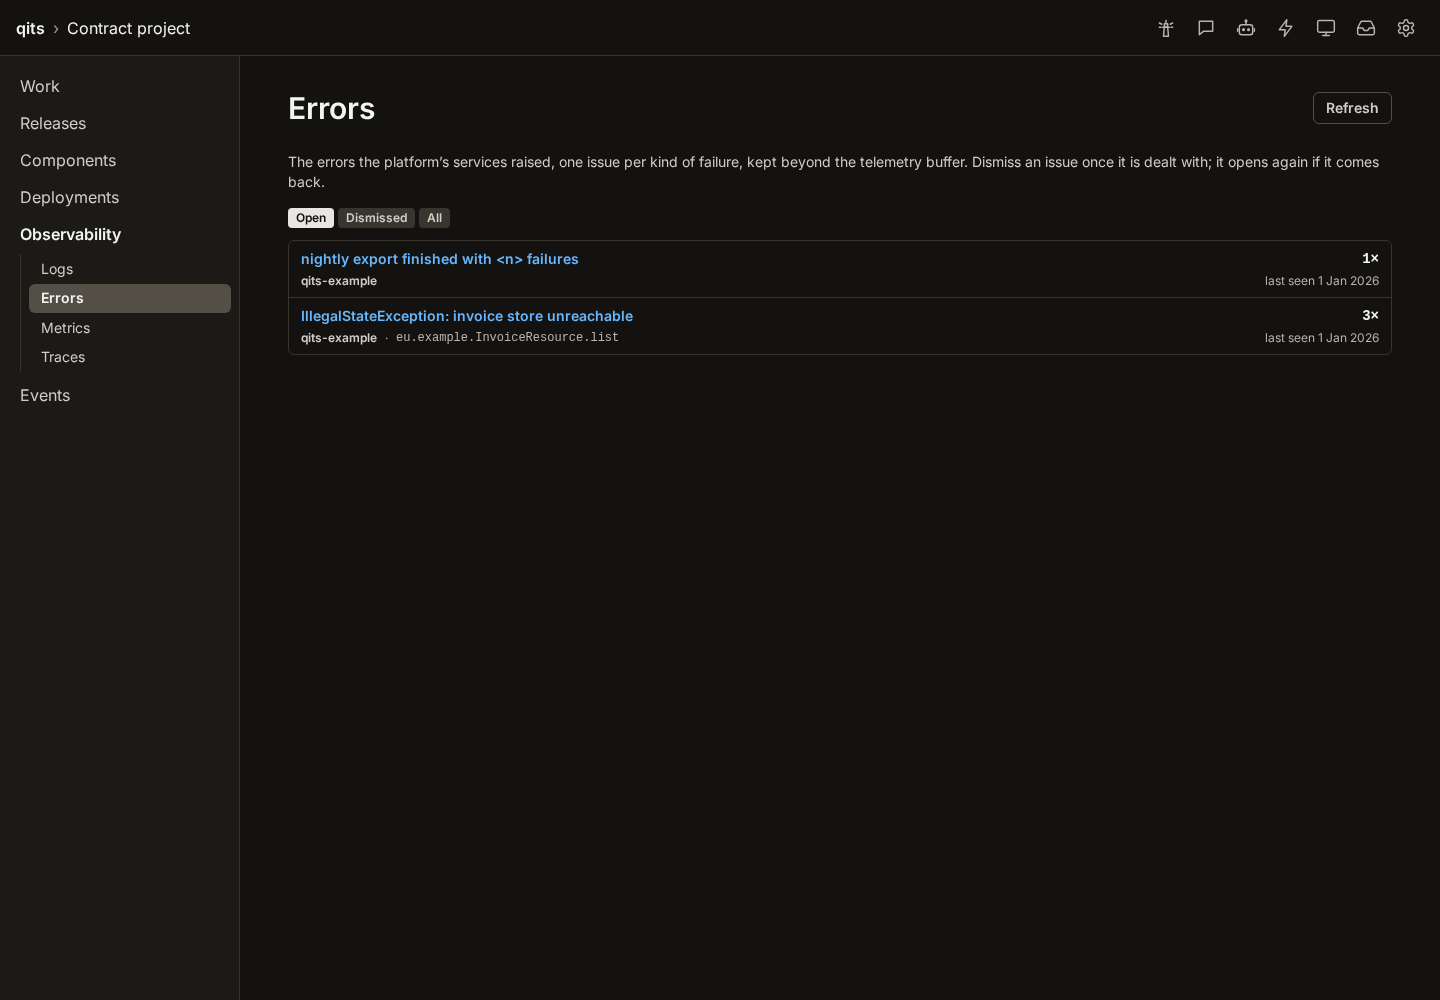 qits › Contract project
Work
Releases
Components
Deployments
Observability
Logs
Errors
Metrics
Traces
Events
Errors
Refresh
The errors the platform’s services raised, one issue per kind of failure, kept beyond the telemetry buffer. Dismiss an issue once it is dealt with; it opens again if it comes
back.
Open Dismissed All
nightly export finished with <n> failures 1×
qits-example last seen 1 Jan 2026
IllegalStateException: invoice store unreachable 3×
qits-example · eu.example.InvoiceResource.list last seen 1 Jan 2026